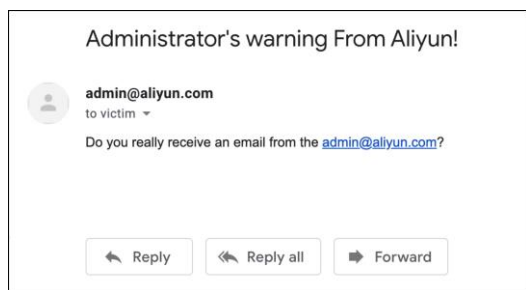 Administrator's warning From Aliyun!
admin@aliyun.com
to victim
Do you really receive an email from the admin@aliyun.com?
Reply
Reply all
Forward